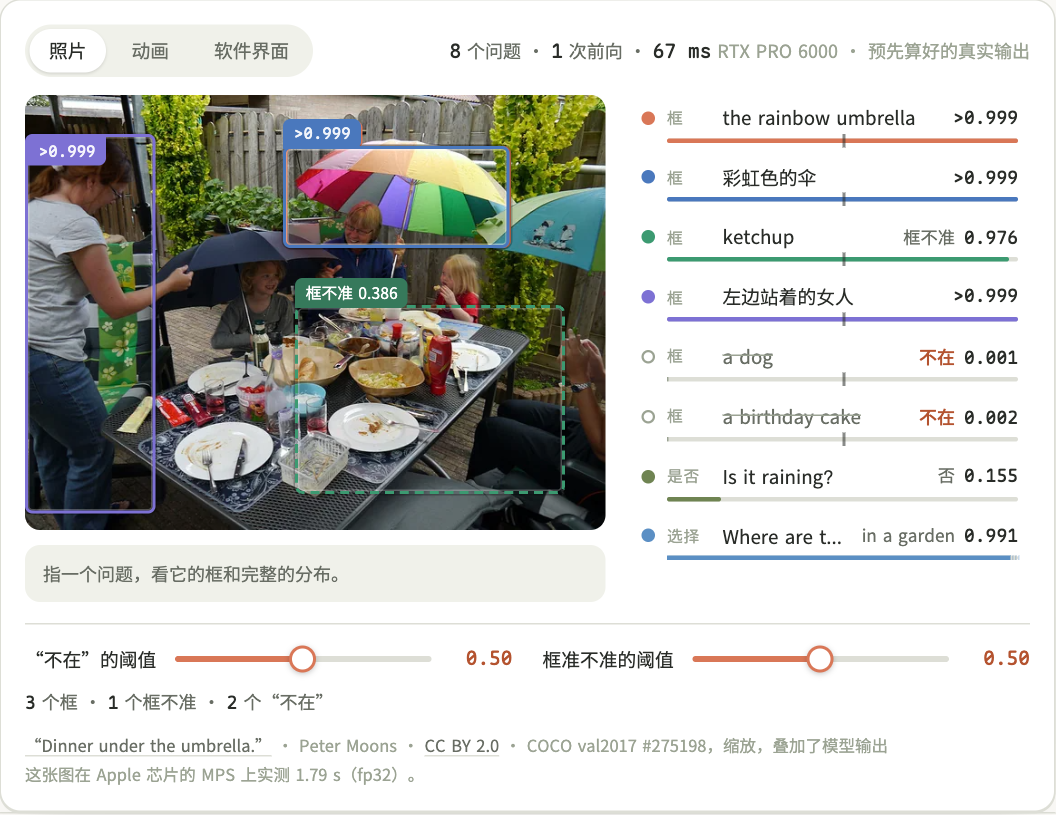 照片 动画 软件界面
8 个问题 · 1 次前向 · 67 ms RTX PRO 6000 · 预先算好的真实输出
>0.999
>0.999
框不准 0.386
框 the rainbow umbrella >0.999
框 彩虹色的伞 >0.999
框 ketchup 框不准 0.976
框 左边站着的女人 >0.999
框 a dog 不在 0.001
框 a birthday cake 不在 0.002
是否 Is it raining? 否 0.155
选择 Where are t... in a garden 0.991
指一个问题，看它的框和完整的分布。
“不在”的阈值 0.50 框准不准的阈值 0.50
3 个框 · 1 个框不准 · 2 个“不在”
“Dinner under the umbrella.” · Peter Moons · CC BY 2.0 · COCO val2017 #275198，缩放，叠加了模型输出
这张图在 Apple 芯片的 MPS 上实测 1.79 s（fp32）。